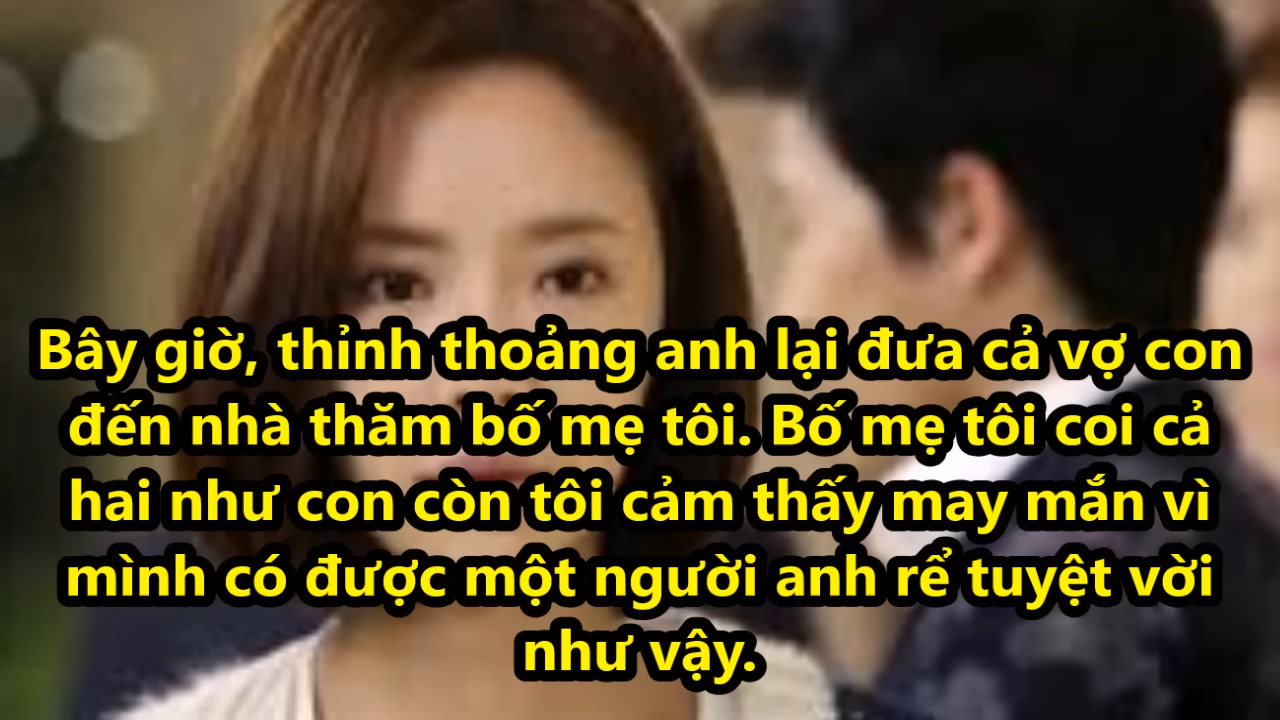 Bây giờ, thỉnh thoảng anh lại đưa cả vợ con
đến nhà thăm bố mẹ tôi. Bố mẹ tôi coi cả
hai như con còn tôi cảm thấy may mắn vì
mình có được một người anh rể tuyệt vời
như vậy.